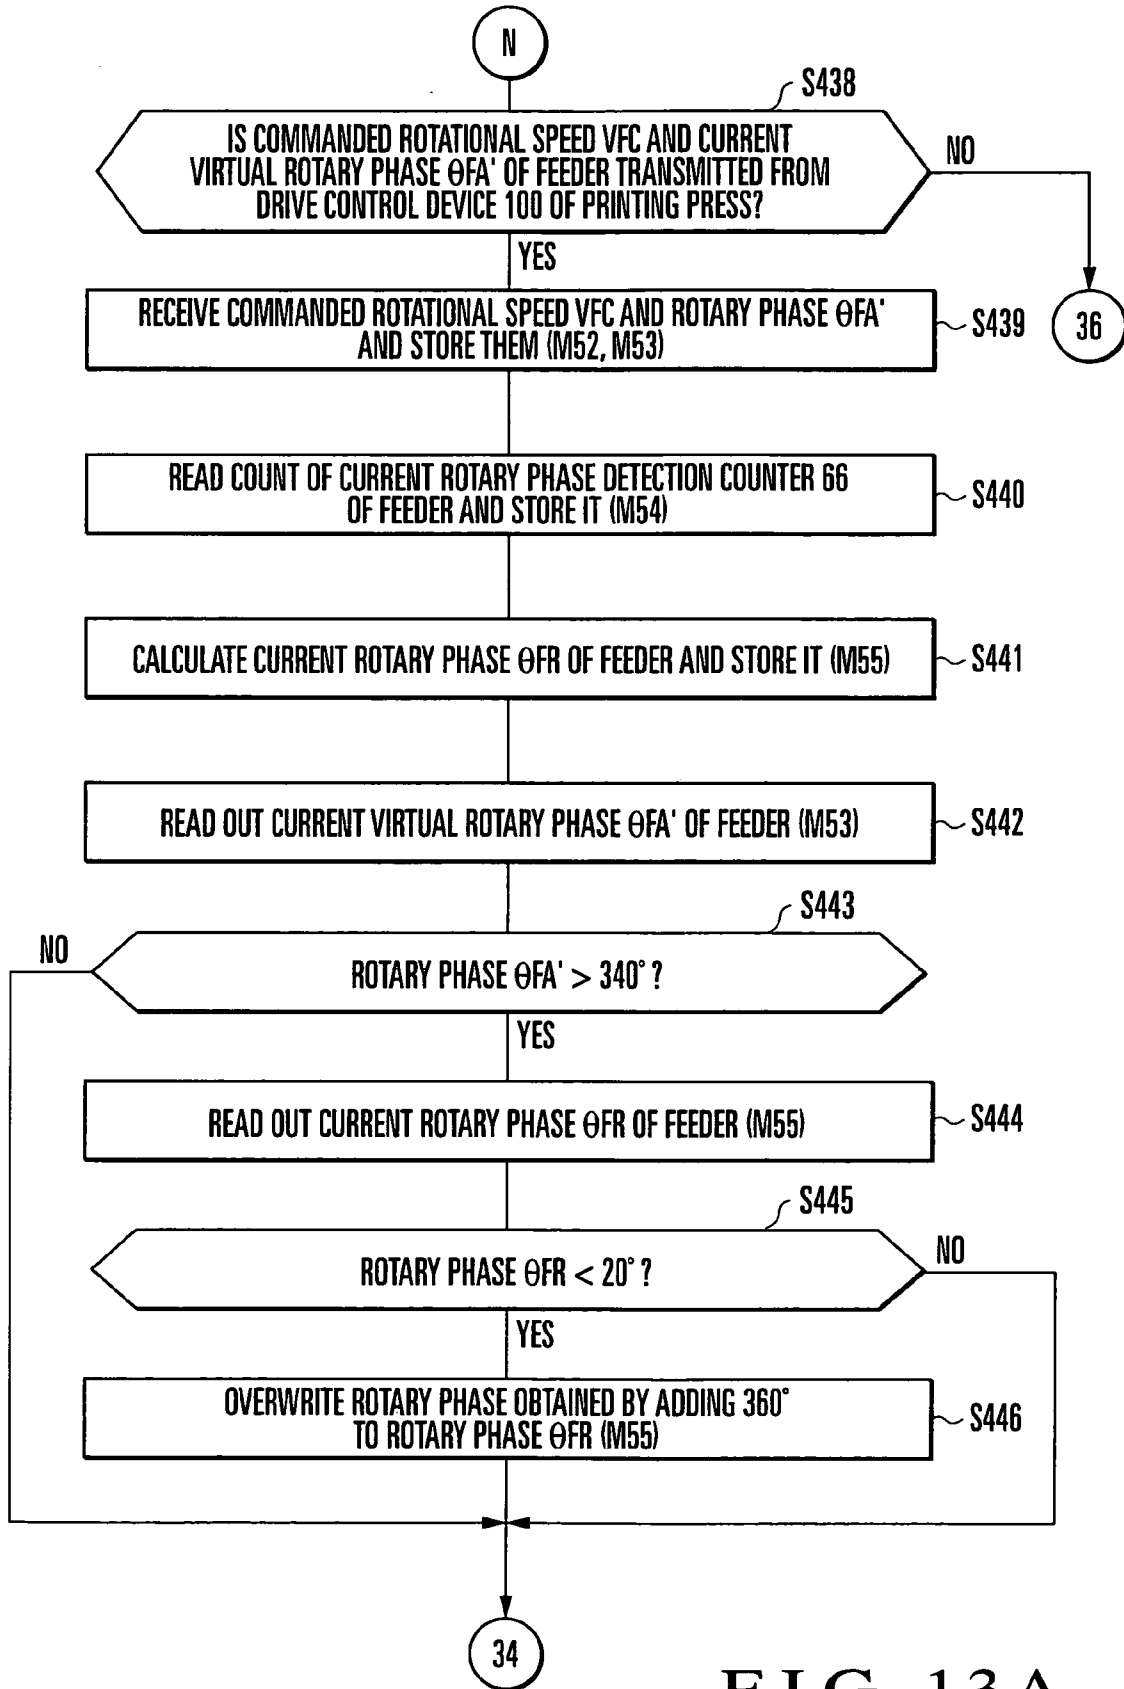 N
S438
IS COMMANDED ROTATIONAL SPEED VFC AND CURRENT
VIRTUAL ROTARY PHASE θFA' OF FEEDER TRANSMITTED FROM
DRIVE CONTROL DEVICE 100 OF PRINTING PRESS?
NO
YES
RECEIVE COMMANDED ROTATIONAL SPEED VFC AND ROTARY PHASE θFA'
AND STORE THEM (M52, M53)
S439
36
READ COUNT OF CURRENT ROTARY PHASE DETECTION COUNTER 66
OF FEEDER AND STORE IT (M54)
S440
CALCULATE CURRENT ROTARY PHASE θFR OF FEEDER AND STORE IT (M55)
S441
READ OUT CURRENT VIRTUAL ROTARY PHASE θFA' OF FEEDER (M53)
S442
S443
NO
ROTARY PHASE θFA' > 340° ?
YES
READ OUT CURRENT ROTARY PHASE θFR OF FEEDER (M55)
S444
S445
ROTARY PHASE θFR < 20° ?
NO
YES
OVERWRITE ROTARY PHASE OBTAINED BY ADDING 360°
TO ROTARY PHASE θFR (M55)
S446
34
FIG. 13A